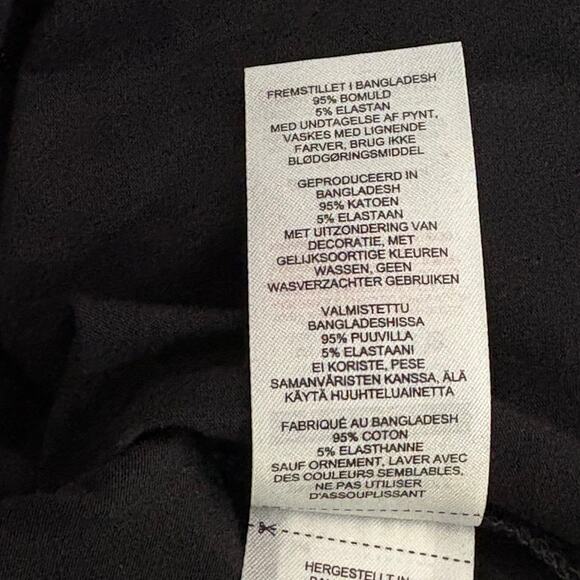 FREMSTILLET I BANGLADESH
95% BOMULD
5% ELASTAN
MED UNDTAGELSE AF PYNT,
VASKES MED LIGNENDE
FARVER, BRUG IKKE
BLØDGØRINGSMIDDEL
GEPRODUCEERD IN
BANGLADESH
95% KATOEN
5% ELASTAAN
MET UITZONDERING VAN
DECORATIE, MET
GELIJKSOORTIGE KLEUREN
WASSEN, GEEN
WASVERZACHTER GEBRUIKEN
VALMISTETTU
BANGLADESHISSA
95% PUUVILLA
5% ELASTAANI
EI KORISTE, PESE
SAMANVÄRISTEN KANSSA, ÄLÄ
KÄYTÄ HUUHTELUAINETTA
FABRIQUÉ AU BANGLADESH
95% COTON
5% ELASTHANNE
SAUF ORNEMENT, LAVER AVEC
DES COULEURS SEMBLABLES,
NE PAS UTILISER
D'ASSOUPLISSANT
HERGESTELLT IN